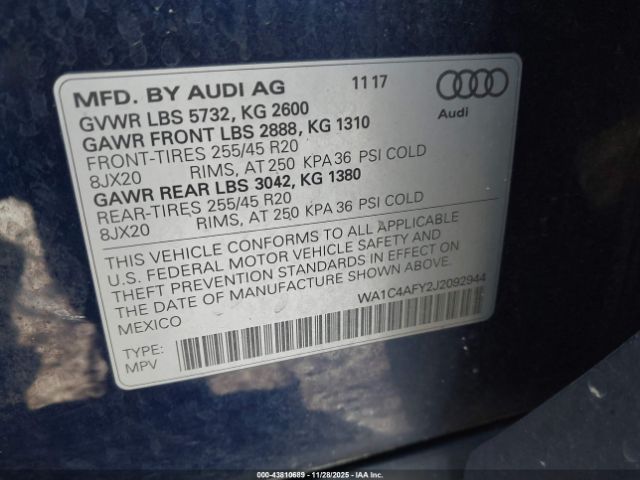 MFD. BY AUDI AG 11 17
GVWR LBS 5732, KG 2600
GAWR FRONT LBS 2888, KG 1310
FRONT-TIRES 255/45 R20
8JX20 RIMS, AT 250 KPA 36 PSI COLD
GAWR REAR LBS 3042, KG 1380
REAR-TIRES 255/45 R20
8JX20 RIMS, AT 250 KPA 36 PSI COLD
Audi
THIS VEHICLE CONFORMS TO ALL APPLICABLE
U.S. FEDERAL MOTOR VEHICLE SAFETY AND
THEFT PREVENTION STANDARDS IN EFFECT ON
THE DATE OF MANUFACTURE SHOWN ABOVE.
MEXICO
WA1C4AFY2J2092944
TYPE:
MPV
000-43810689 - 11/28/2025 - IAA Inc.